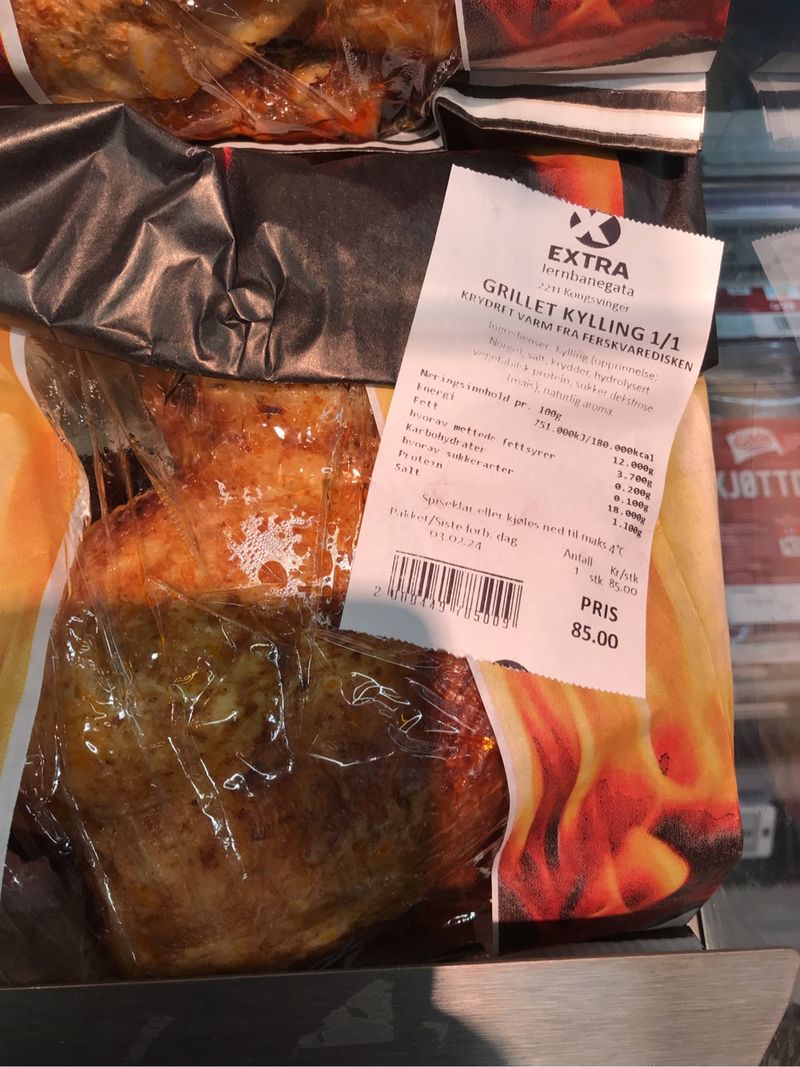 EXTRA
Jernbanegata
2211 Kongsvinger
GRILLET KYLLING 1/1
KRYDRET VARM FRA FERSKVAREDISKEN
Ingredienser: kylling (opprinnelse:
Norge), salt, krydder, hydrolysert
vegetabilsk protein, sukker dekstrose
(mais), naturlig aroma.
Næringsinnhold pr. 100g
Energi 751.000kJ/180.000kcal
Fett 12.000g
hvorav mettede fettsyrer 3.700g
Karbohydrater 0.200g
hvorav sukkerarter 0.100g
Protein 18.000g
Salt 1.100g
Spiseklar eller kjøles ned til maks 4°C
Pakket/Siste forb. dag Antall Kr/stk
03.02.24 1 stk 85.00
PRIS
85.00